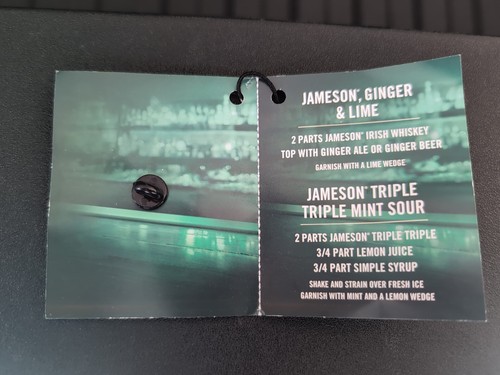 JAMESON®, GINGER
& LIME
2 PARTS JAMESON® IRISH WHISKEY
TOP WITH GINGER ALE OR GINGER BEER
GARNISH WITH A LIME WEDGE
JAMESON® TRIPLE
TRIPLE MINT SOUR
2 PARTS JAMESON® TRIPLE TRIPLE
3/4 PART LEMON JUICE
3/4 PART SIMPLE SYRUP
SHAKE AND STRAIN OVER FRESH ICE
GARNISH WITH MINT AND A LEMON WEDGE